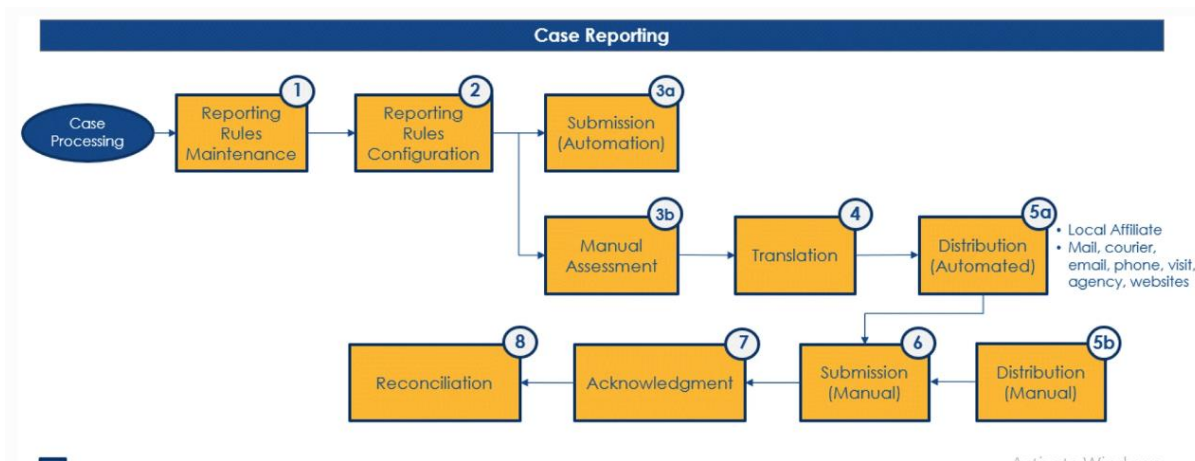 Case Reporting
1
2
3a
Case
Processing
Reporting
Rules
Maintenance
Reporting
Rules
Configuration
Submission
(Automation)
3b
4
5a
Manual
Assessment
Translation
Distribution
(Automated)
• Local Affiliate
• Mail, courier,
email, phone, visit,
agency, websites
8
7
6
5b
Reconciliation
Acknowledgment
Submission
(Manual)
Distribution
(Manual)